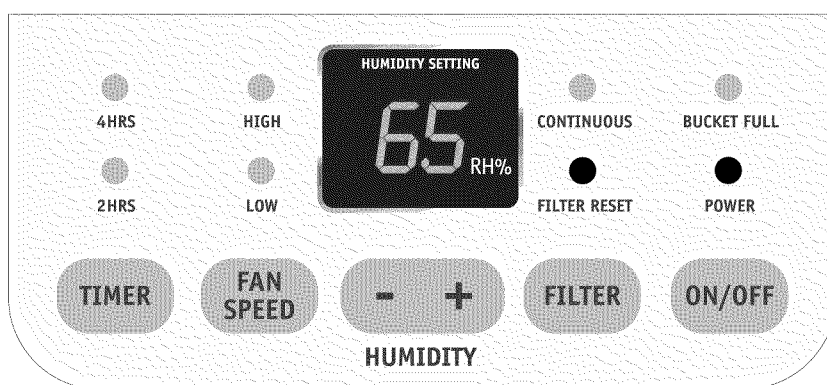 HUMIDITY SETTING
65 RH%
4HRS
HIGH
CONTINUOUS
BUCKET FULL
2HRS
LOW
FILTER RESET
POWER
TIMER
FAN
SPEED
- +
FILTER
ON/OFF
HUMIDITY